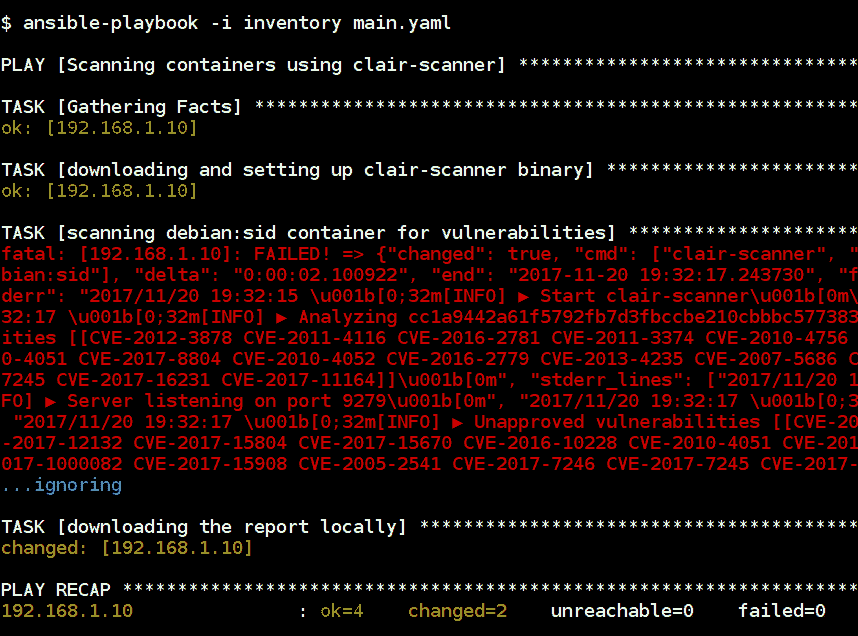 $ ansible-playbook -i inventory main.yaml
PLAY [Scanning containers using clair-scanner] *******************************
TASK [Gathering Facts] *******************************************************
ok: [192.168.1.10]
TASK [downloading and setting up clair-scanner binary] ***********************
ok: [192.168.1.10]
TASK [scanning debian:sid container for vulnerabilities] *********************
fatal: [192.168.1.10]: FAILED! => {"changed": true, "cmd": ["clair-scanner", "
bian:sid"], "delta": "0:00:02.100922", "end": "2017-11-20 19:32:17.243730", "f
derr": "2017/11/20 19:32:15 \u001b[0;32m[INFO] ▶ Start clair-scanner\u001b[0m\
32:17 \u001b[0;32m[INFO] ▶ Analyzing cc1a9442a61f5792fb7d3fbccbe210cbbbc577383
ities [[CVE-2012-3878 CVE-2011-4116 CVE-2016-2781 CVE-2011-3374 CVE-2010-4756
0-4051 CVE-2017-8804 CVE-2010-4052 CVE-2016-2779 CVE-2013-4235 CVE-2007-5686 C
7245 CVE-2017-16231 CVE-2017-11164]]\u001b[0m", "stderr_lines": ["2017/11/20 1
FO] ▶ Server listening on port 9279\u001b[0m", "2017/11/20 19:32:17 \u001b[0;3
"2017/11/20 19:32:17 \u001b[0;32m[INFO] ▶ Unapproved vulnerabilities [[CVE-20
-2017-12132 CVE-2017-15804 CVE-2017-15670 CVE-2016-10228 CVE-2010-4051 CVE-201
017-1000082 CVE-2017-15908 CVE-2005-2541 CVE-2017-7246 CVE-2017-7245 CVE-2017-
...ignoring
TASK [downloading the report locally] ****************************************
changed: [192.168.1.10]
PLAY RECAP *******************************************************************
192.168.1.10 : ok=4 changed=2 unreachable=0 failed=0